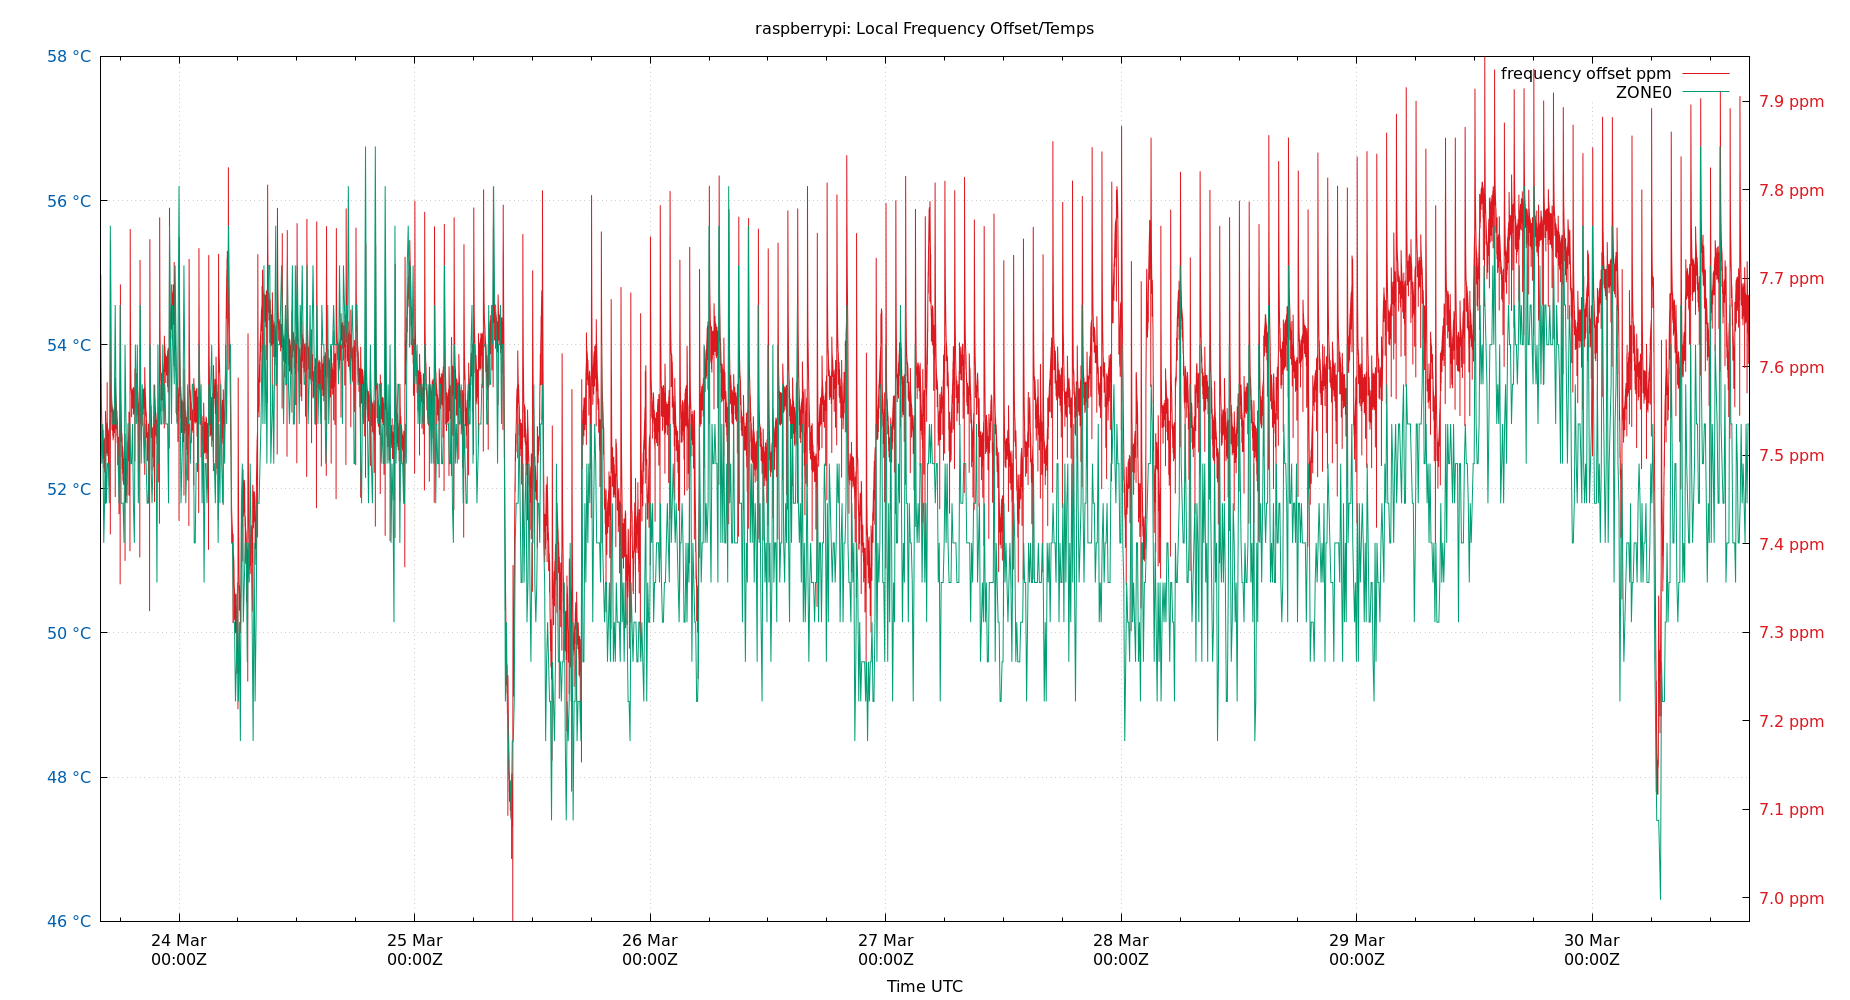 raspberrypi: Local Frequency Offset/Temps
58 °C
56 °C
54 °C
52 °C
50 °C
48 °C
46 °C
frequency offset ppm
ZONE0
7.9 ppm
7.8 ppm
7.7 ppm
7.6 ppm
7.5 ppm
7.4 ppm
7.3 ppm
7.2 ppm
7.1 ppm
7.0 ppm
24 Mar
00:00Z
25 Mar
00:00Z
26 Mar
00:00Z
27 Mar
00:00Z
28 Mar
00:00Z
29 Mar
00:00Z
30 Mar
00:00Z
Time UTC